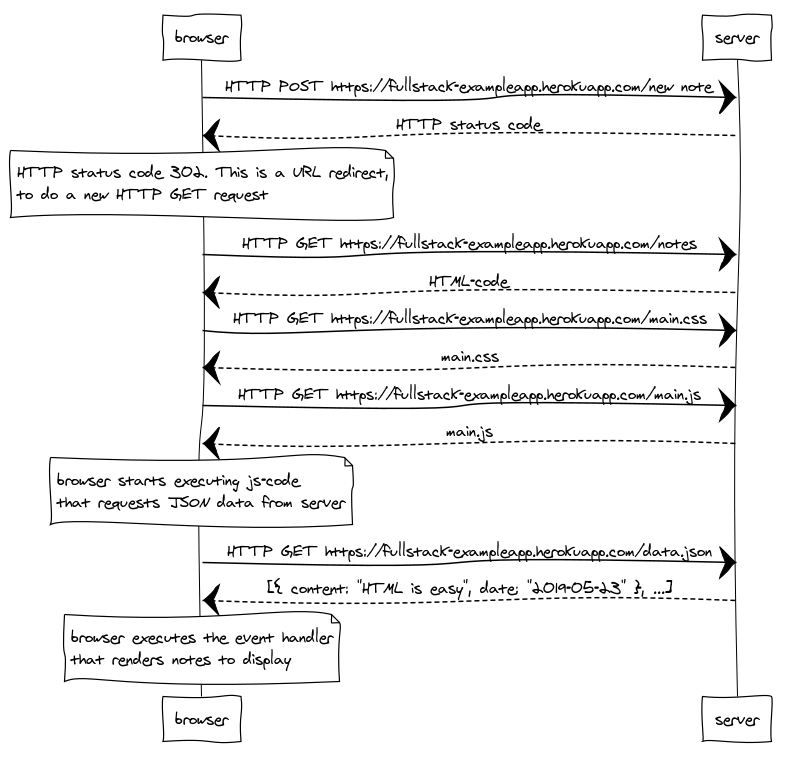 browser server
HTTP POST https://fullstack-exampleapp.herokuapp.com/new note
HTTP status code
HTTP status code 302. This is a URL redirect,
to do a new HTTP GET request
HTTP GET https://fullstack-exampleapp.herokuapp.com/notes
HTML-code
HTTP GET https://fullstack-exampleapp.herokuapp.com/main.css
main.css
HTTP GET https://fullstack-exampleapp.herokuapp.com/main.js
main.js
browser starts executing js-code
that requests JSON data from server
HTTP GET https://fullstack-exampleapp.herokuapp.com/data.json
[{ content: "HTML is easy", date: "2019-05-23" }, ...]
browser executes the event handler
that renders notes to display
browser server